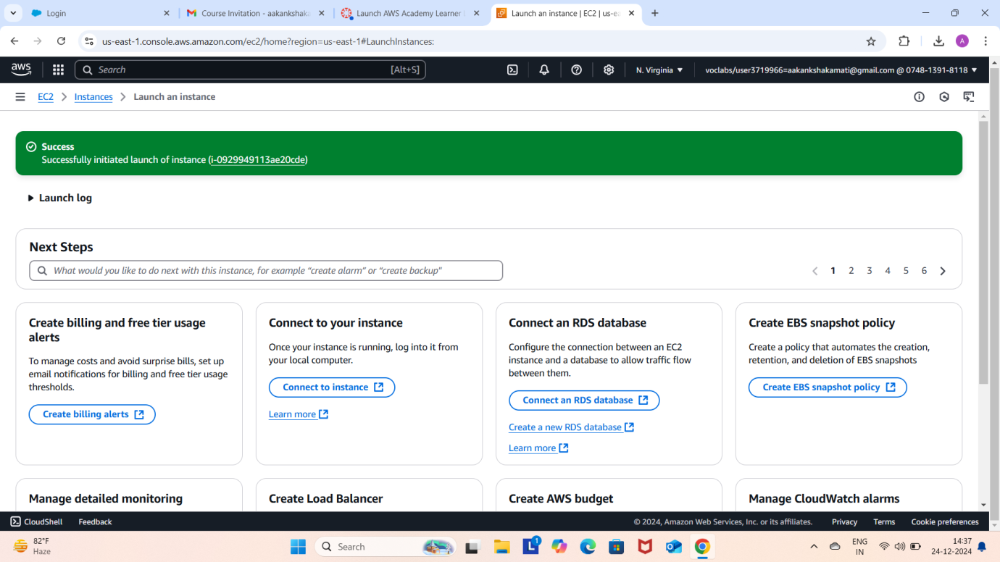 Login
Course Invitation - aakanksha
Launch AWS Academy Learner
Launch an instance | EC2 | us-ea
us-east-1.console.aws.amazon.com/ec2/home?region=us-east-1#LaunchInstances:
A
aws
Search
[Alt+S]
N. Virginia
voclabs/user3719966=aakankshakamati@gmail.com @ 0748-1391-8118
EC2
Instances
Launch an instance
Success
Successfully initiated launch of instance (i-0929949113ae20cde)
Launch log
Next Steps
What would you like to do next with this instance, for example “create alarm” or “create backup”
1 2 3 4 5 6
Create billing and free tier usage
alerts
To manage costs and avoid surprise bills, set up
email notifications for billing and free tier usage
thresholds.
Create billing alerts
Connect to your instance
Once your instance is running, log into it from
your local computer.
Connect to instance
Learn more
Connect an RDS database
Configure the connection between an EC2
instance and a database to allow traffic flow
between them.
Connect an RDS database
Create a new RDS database
Learn more
Create EBS snapshot policy
Create a policy that automates the creation,
retention, and deletion of EBS snapshots
Create EBS snapshot policy
Manage detailed monitoring
Create Load Balancer
Create AWS budget
Manage CloudWatch alarms
CloudShell
Feedback
© 2024, Amazon Web Services, Inc. or its affiliates.
Privacy
Terms
Cookie preferences
82°F
Haze
Search
L
1
ENG
IN
14:37
24-12-2024